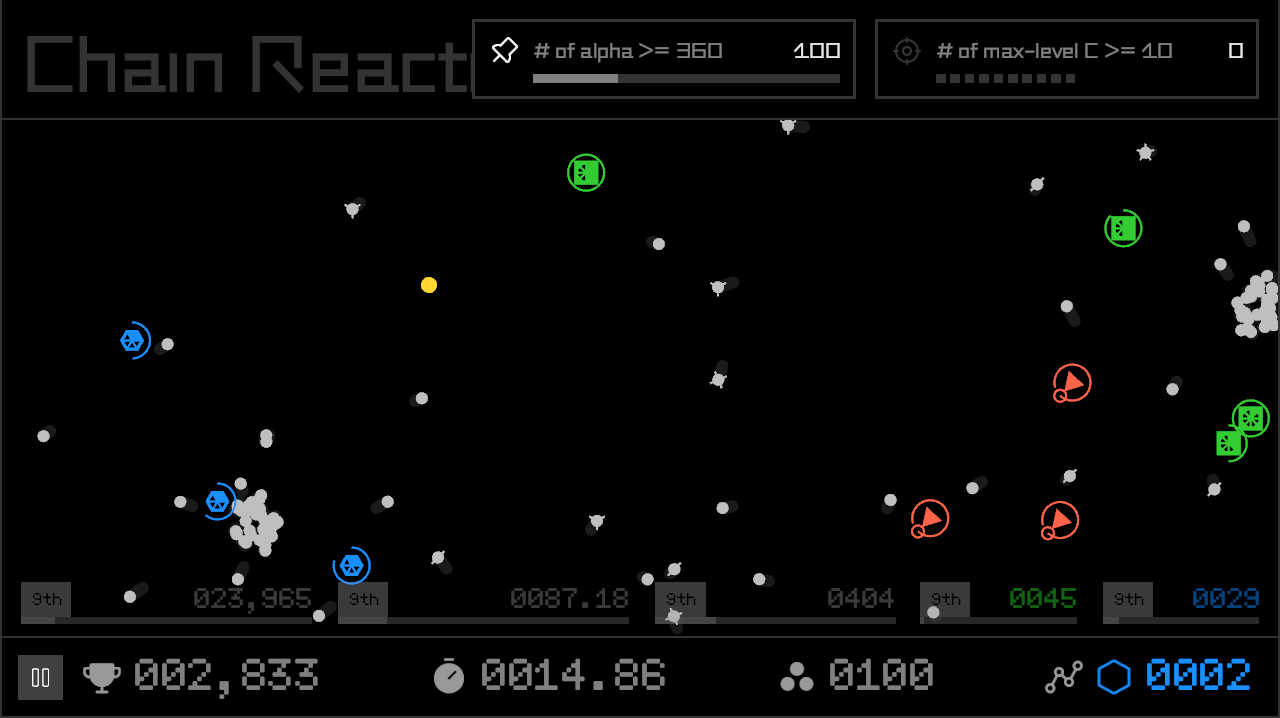 Chain React
# of alpha >= 360 100
# of max-level C >= 10 0
9th 023,965
9th 0087.18
9th 0404
9th 0045
9th 0029
002,833
0014.86
0100
0002